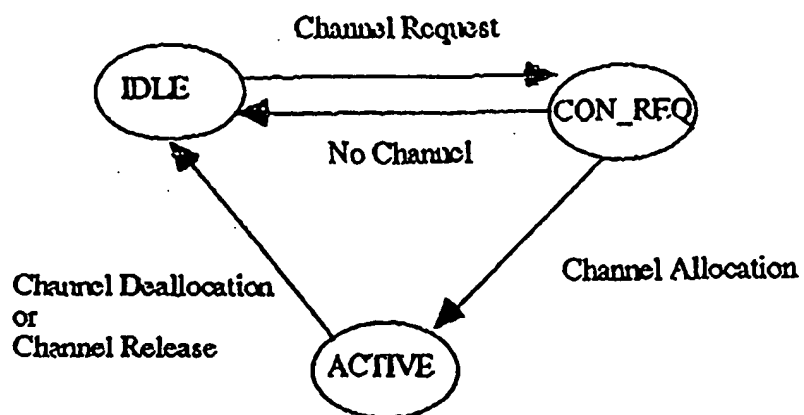 Channel Request
IDLE
CON_REQ
No Channel
Channel Allocation
Channel Deallocation
or
Channel Release
ACTIVE